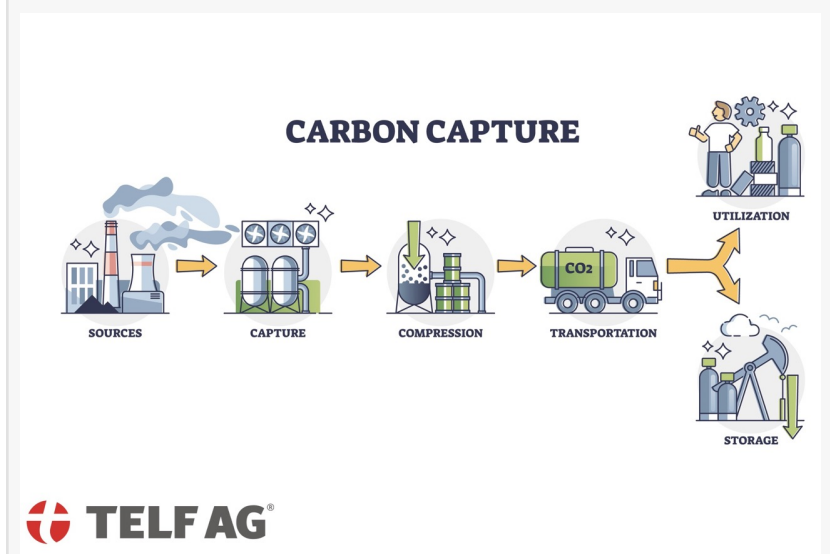 CARBON CAPTURE
SOURCES
CAPTURE
COMPRESSION
CO2
TRANSPORTATION
UTILIZATION
STORAGE
TELF AG®